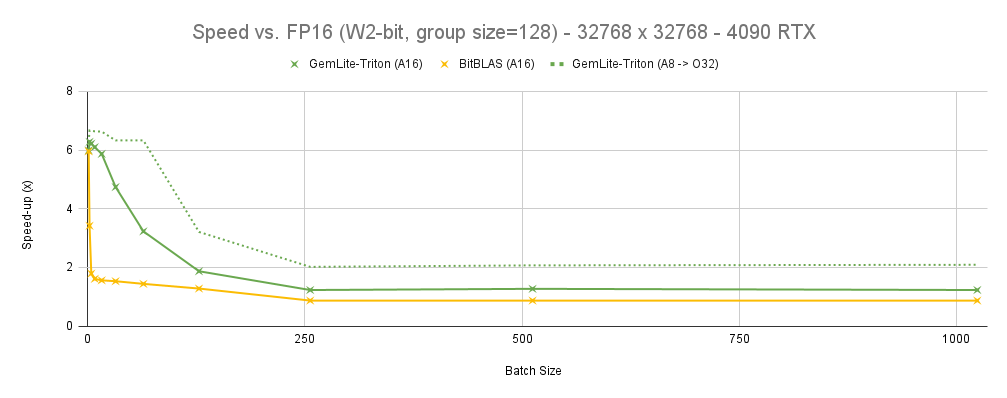 Speed vs. FP16 (W2-bit, group size=128) - 32768 x 32768 - 4090 RTX
GemLite-Triton (A16) BitBLAS (A16) GemLite-Triton (A8 -> O32)
8
6
4
2
0
Speed-up (x)
0 250 500 750 1000
Batch Size